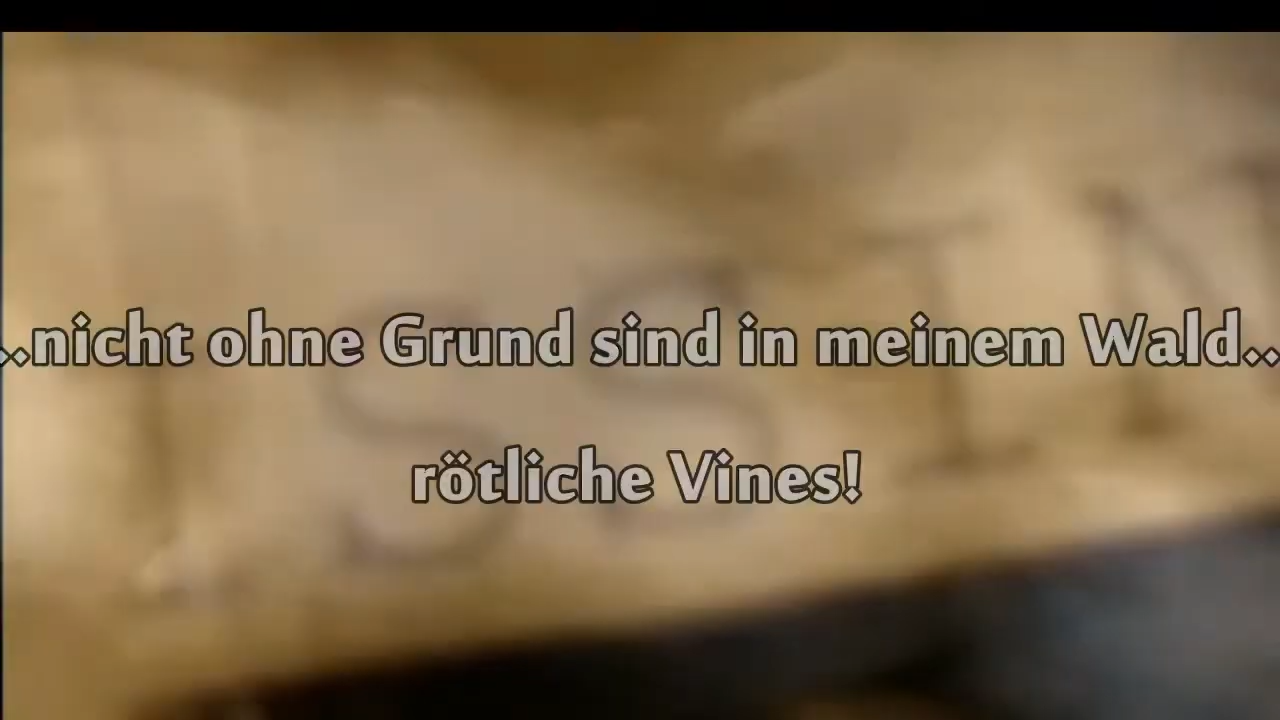 ..nicht ohne Grund sind in meinem Wald..
rötliche Vines!